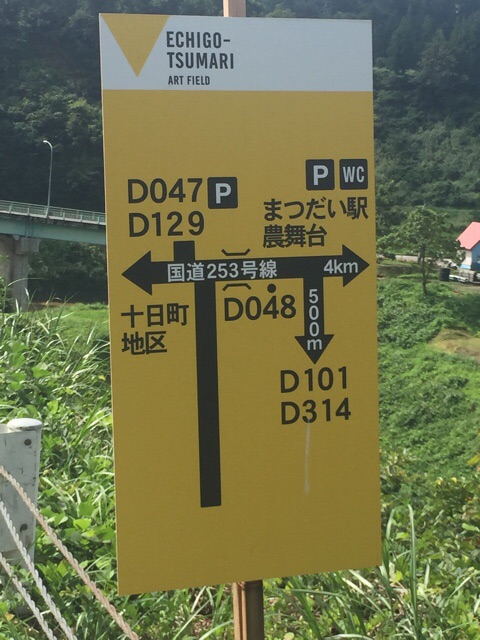 ECHIGO-
TSUMARI
ART FIELD
P WC
D047 P
D129
まつだい駅
農舞台
国道253号線
4km
十日町
地区
D048
500m
D101
D314